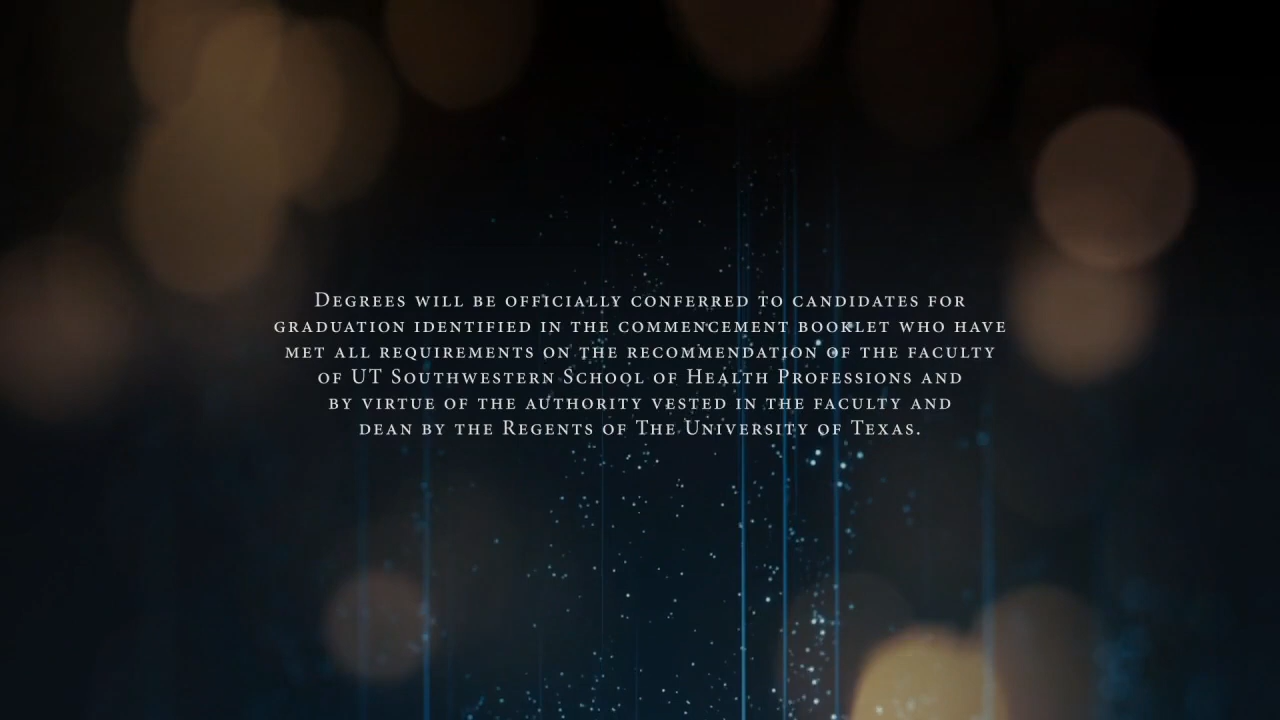 Degrees will be officially conferred to candidates for
graduation identified in the commencement booklet who have
met all requirements on the recommendation of the faculty
of UT Southwestern School of Health Professions and
by virtue of the authority vested in the faculty and
dean by the Regents of The University of Texas.